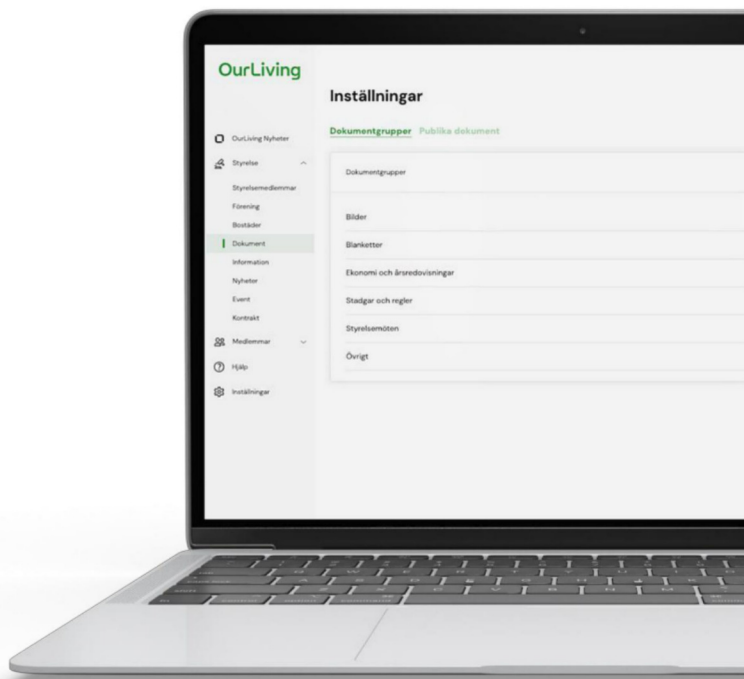 OurLiving
Inställningar
Dokumentgrupper Publika dokument
Dokumentgrupper
Bilder
Blanketter
Ekonomi och årsredovisningar
Stadgar och regler
Styrelsemöten
Övrigt
OurLiving Nyheter
Styrelse
Styrelsemedlemmar
Förening
Bostäder
Dokument
Information
Nyheter
Event
Kontrakt
Medlemmar
Hjälp
Inställningar